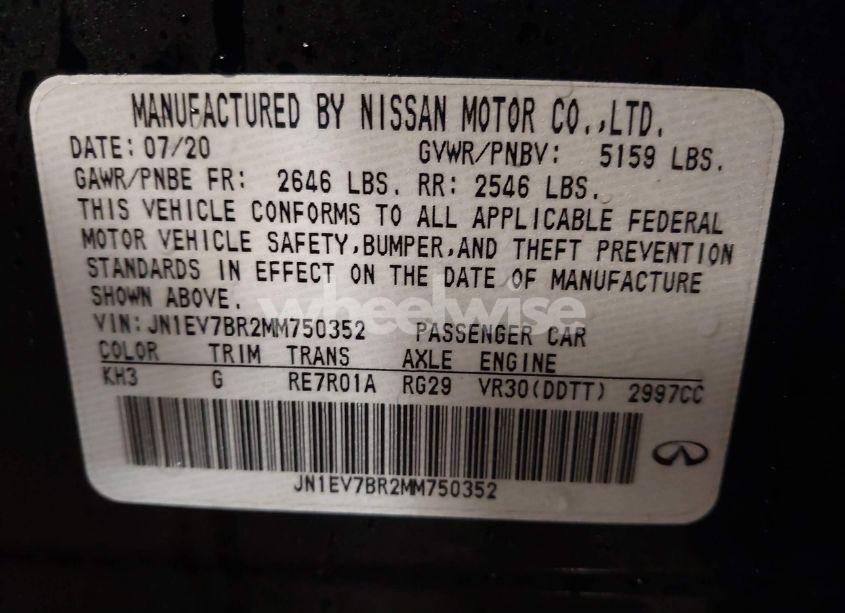 MANUFACTURED BY NISSAN MOTOR CO.,LTD.
DATE: 07/20 GVWR/PNBV: 5159 LBS.
GAWR/PNBE FR: 2646 LBS. RR: 2546 LBS.
THIS VEHICLE CONFORMS TO ALL APPLICABLE FEDERAL
MOTOR VEHICLE SAFETY,BUMPER,AND THEFT PREVENTION
STANDARDS IN EFFECT ON THE DATE OF MANUFACTURE
SHOWN ABOVE.
wheelwise
VIN:JN1EV7BR2MM750352 PASSENGER CAR
COLOR TRIM TRANS AXLE ENGINE
KH3 G RE7R01A RG29 VR30(DDTT) 2997CC
JN1EV7BR2MM750352